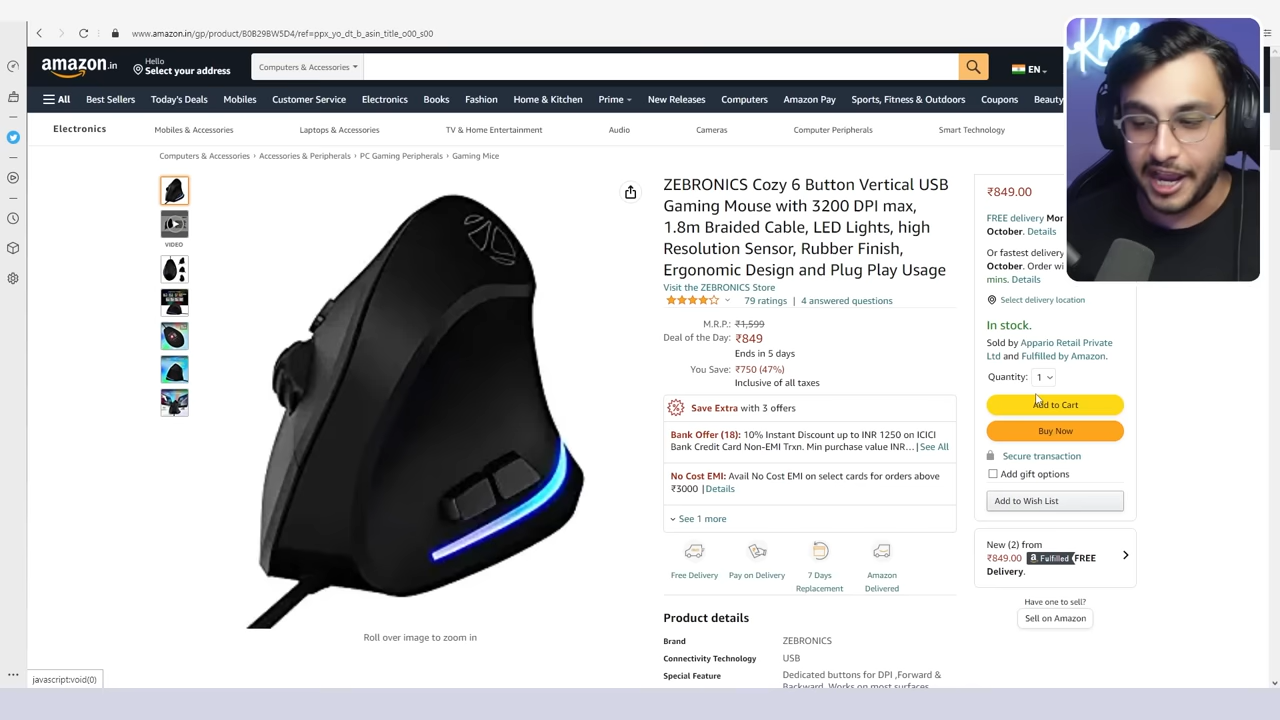 www.amazon.in/gp/product/B0B29BW5D4/ref=ppx_yo_dt_b_asin_title_o00_s00
amazon.in
Hello
Select your address
Computers & Accessories
EN
All Best Sellers Today's Deals Mobiles Customer Service Electronics Books Fashion Home & Kitchen Prime New Releases Computers Amazon Pay Sports, Fitness & Outdoors Coupons Beauty
Electronics Mobiles & Accessories Laptops & Accessories TV & Home Entertainment Audio Cameras Computer Peripherals Smart Technology
Computers & Accessories › Accessories & Peripherals › PC Gaming Peripherals › Gaming Mice
VIDEO
Roll over image to zoom in
ZEBRONICS Cozy 6 Button Vertical USB
Gaming Mouse with 3200 DPI max,
1.8m Braided Cable, LED Lights, high
Resolution Sensor, Rubber Finish,
Ergonomic Design and Plug Play Usage
Visit the ZEBRONICS Store
79 ratings | 4 answered questions
M.R.P.: ₹1,599
Deal of the Day: ₹849
Ends in 5 days
You Save: ₹750 (47%)
Inclusive of all taxes
Save Extra with 3 offers
Bank Offer (18): 10% Instant Discount up to INR 1250 on ICICI
Bank Credit Card Non-EMI Trxn. Min purchase value INR... | See All
No Cost EMI: Avail No Cost EMI on select cards for orders above
₹3000 | Details
See 1 more
Free Delivery
Pay on Delivery
7 Days
Replacement
Amazon
Delivered
Product details
Brand ZEBRONICS
Connectivity Technology USB
Special Feature Dedicated buttons for DPI ,Forward &
Backward, Works on most surfaces
₹849.00
FREE delivery Mon
October. Details
Or fastest delivery
October. Order wi
mins. Details
Select delivery location
In stock.
Sold by Appario Retail Private
Ltd and Fulfilled by Amazon.
Quantity: 1
Add to Cart
Buy Now
Secure transaction
Add gift options
Add to Wish List
New (2) from
₹849.00 a Fulfilled FREE
Delivery.
Have one to sell?
Sell on Amazon
javascript:void(0)